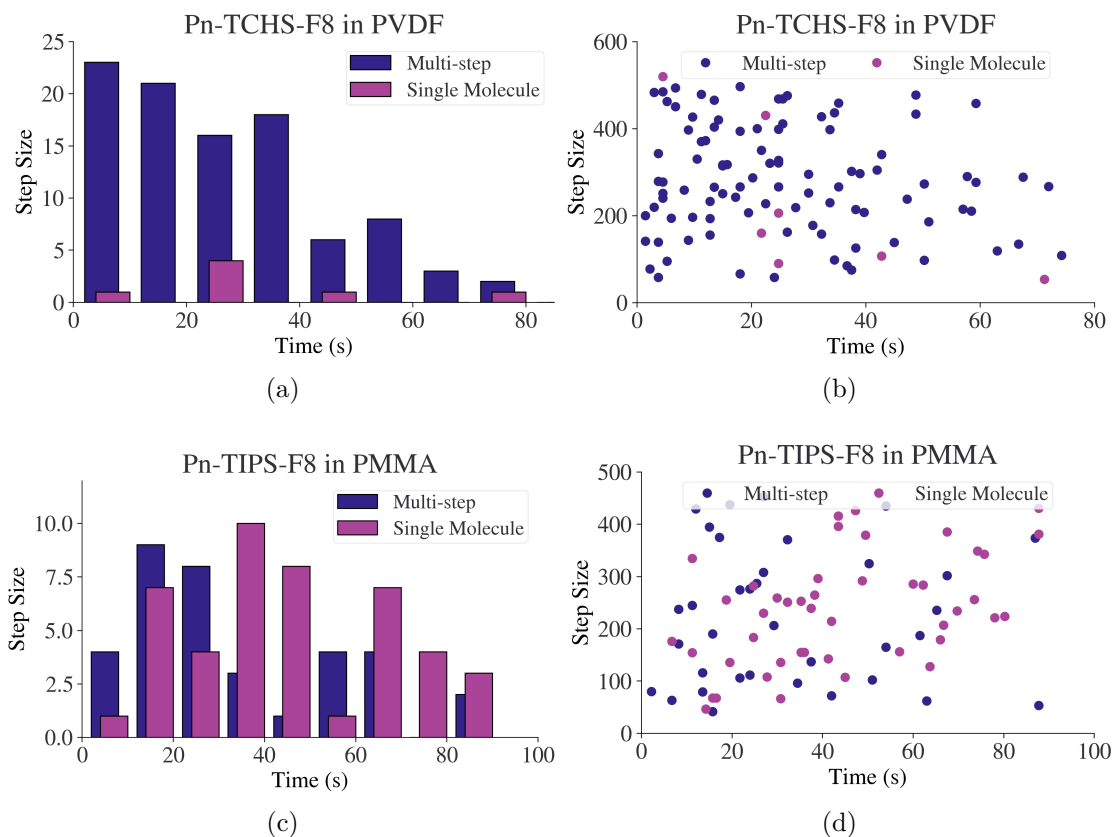 Pn-TCHS-F8 in PVDF
Multi-step
Single Molecule
Step Size
25
20
15
10
5
0
0 20 40 60 80
Time (s)
(a)
Pn-TCHS-F8 in PVDF
Multi-step Single Molecule
Step Size
600
400
200
0
0 20 40 60 80
Time (s)
(b)
Pn-TIPS-F8 in PMMA
Multi-step
Single Molecule
Step Size
10.0
7.5
5.0
2.5
0.0
0 20 40 60 80 100
Time (s)
(c)
Pn-TIPS-F8 in PMMA
Multi-step Single Molecule
Step Size
500
400
300
200
100
0
0 20 40 60 80 100
Time (s)
(d)